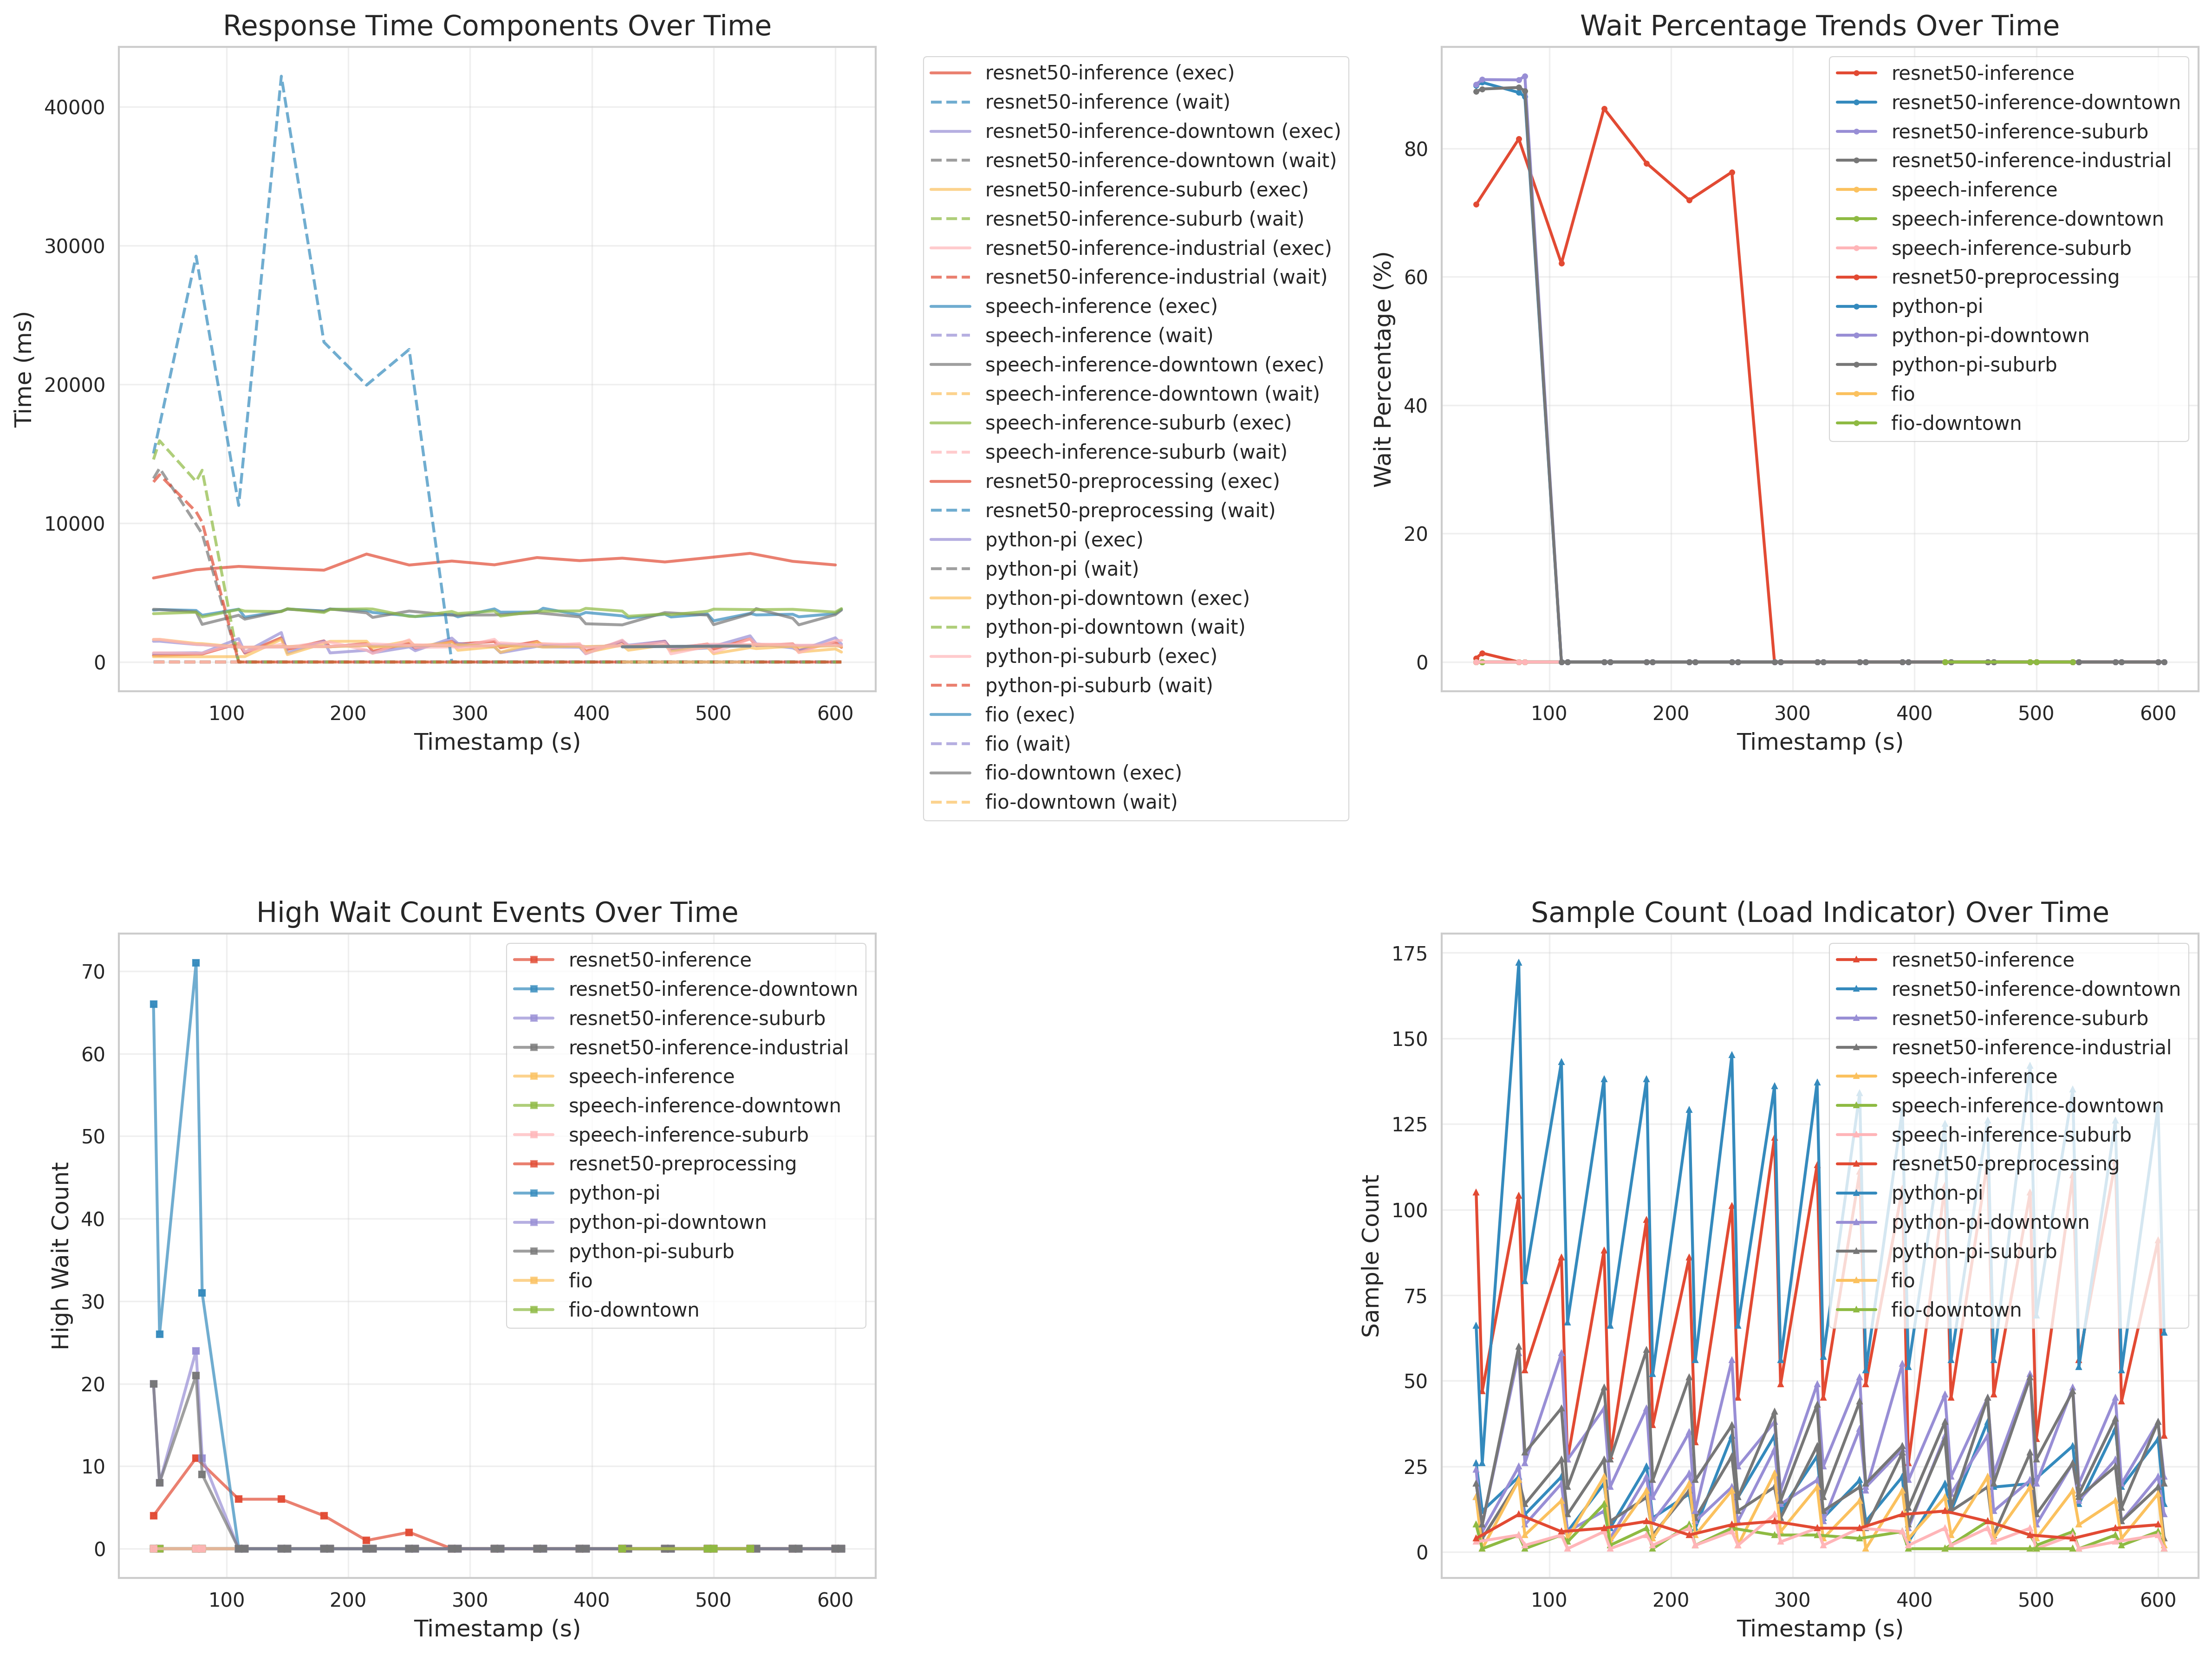 Response Time Components Over Time
Time (ms)
40000
30000
20000
10000
0
100 200 300 400 500 600
Timestamp (s)
resnet50-inference (exec)
resnet50-inference (wait)
resnet50-inference-downtown (exec)
resnet50-inference-downtown (wait)
resnet50-inference-suburb (exec)
resnet50-inference-suburb (wait)
resnet50-inference-industrial (exec)
resnet50-inference-industrial (wait)
speech-inference (exec)
speech-inference (wait)
speech-inference-downtown (exec)
speech-inference-downtown (wait)
speech-inference-suburb (exec)
speech-inference-suburb (wait)
resnet50-preprocessing (exec)
resnet50-preprocessing (wait)
python-pi (exec)
python-pi (wait)
python-pi-downtown (exec)
python-pi-downtown (wait)
python-pi-suburb (exec)
python-pi-suburb (wait)
fio (exec)
fio (wait)
fio-downtown (exec)
fio-downtown (wait)
Wait Percentage Trends Over Time
Wait Percentage (%)
80
60
40
20
0
100 200 300 400 500 600
Timestamp (s)
resnet50-inference
resnet50-inference-downtown
resnet50-inference-suburb
resnet50-inference-industrial
speech-inference
speech-inference-downtown
speech-inference-suburb
resnet50-preprocessing
python-pi
python-pi-downtown
python-pi-suburb
fio
fio-downtown
High Wait Count Events Over Time
High Wait Count
70
60
50
40
30
20
10
0
100 200 300 400 500 600
Timestamp (s)
resnet50-inference
resnet50-inference-downtown
resnet50-inference-suburb
resnet50-inference-industrial
speech-inference
speech-inference-downtown
speech-inference-suburb
resnet50-preprocessing
python-pi
python-pi-downtown
python-pi-suburb
fio
fio-downtown
Sample Count (Load Indicator) Over Time
Sample Count
175
150
125
100
75
50
25
0
100 200 300 400 500 600
Timestamp (s)
resnet50-inference
resnet50-inference-downtown
resnet50-inference-suburb
resnet50-inference-industrial
speech-inference
speech-inference-downtown
speech-inference-suburb
resnet50-preprocessing
python-pi
python-pi-downtown
python-pi-suburb
fio
fio-downtown